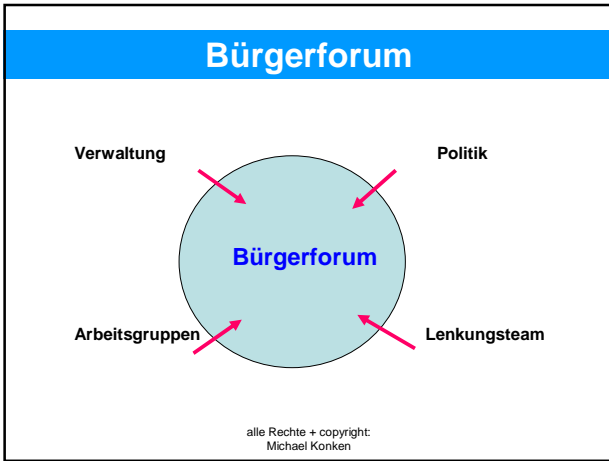 Bürgerforum
Verwaltung
Politik
Bürgerforum
Arbeitsgruppen
Lenkungsteam
alle Rechte + copyright:
Michael Konken